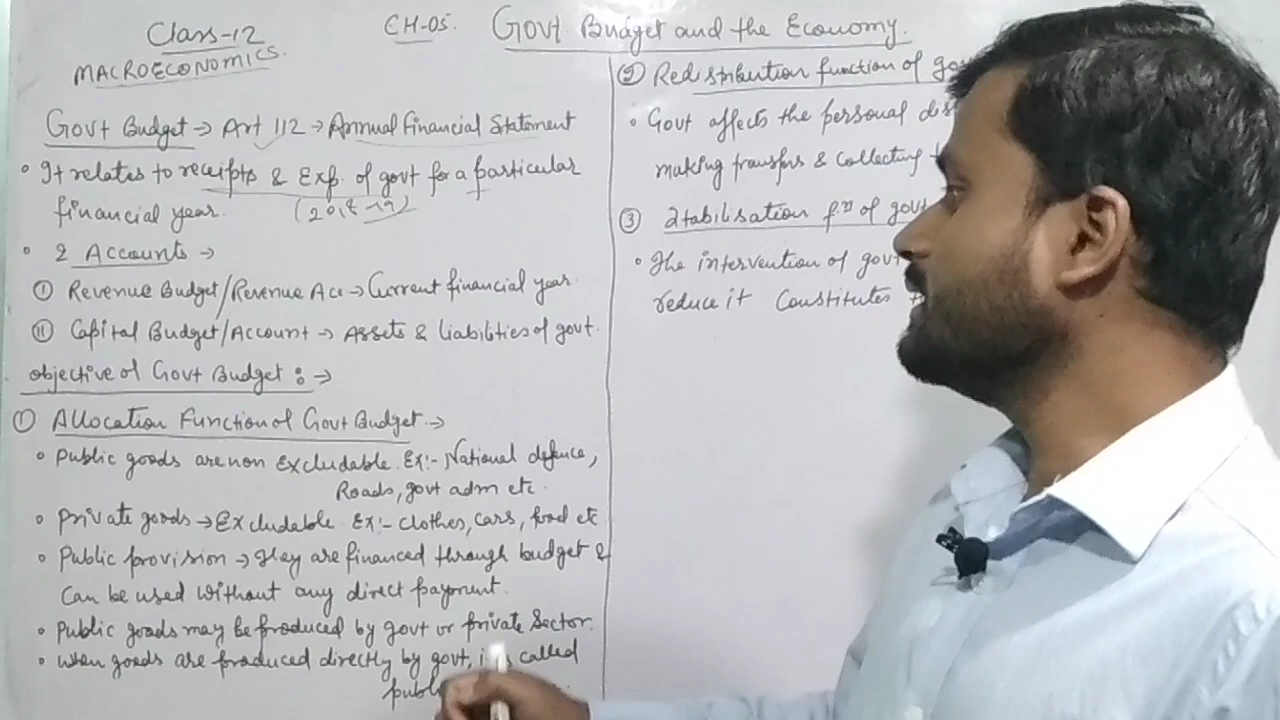 Class-12
MACROECONOMICS.
CH-05.
Govt Budget and the Economy.
Govt Budget → Art 112 → Annual Financial Statement
• It relates to receipts & Exp. of govt for a particular
financial year. (2018-19)
• 2 Accounts →
① Revenue Budget/Revenue Acc → Current financial year.
② Capital Budget/Account → Assets & liabilities of govt.
objective of Govt Budget : →
① Allocation Function of Govt Budget →
• Public goods are non Excludable. Ex:- National defence,
Roads, govt adm etc.
• Private goods → Excludable Ex:- clothes, cars, food etc
• Public provision → They are financed through budget &
Can be used without any direct payment.
• Public goods may be produced by govt or private Sector.
• when goods are produced directly by govt, called
② Redistribution function of
• Govt affects the personal
making transfers & collecting
③ Stabilisation fn of govt
• The intervention of govt
reduce it Constitutes